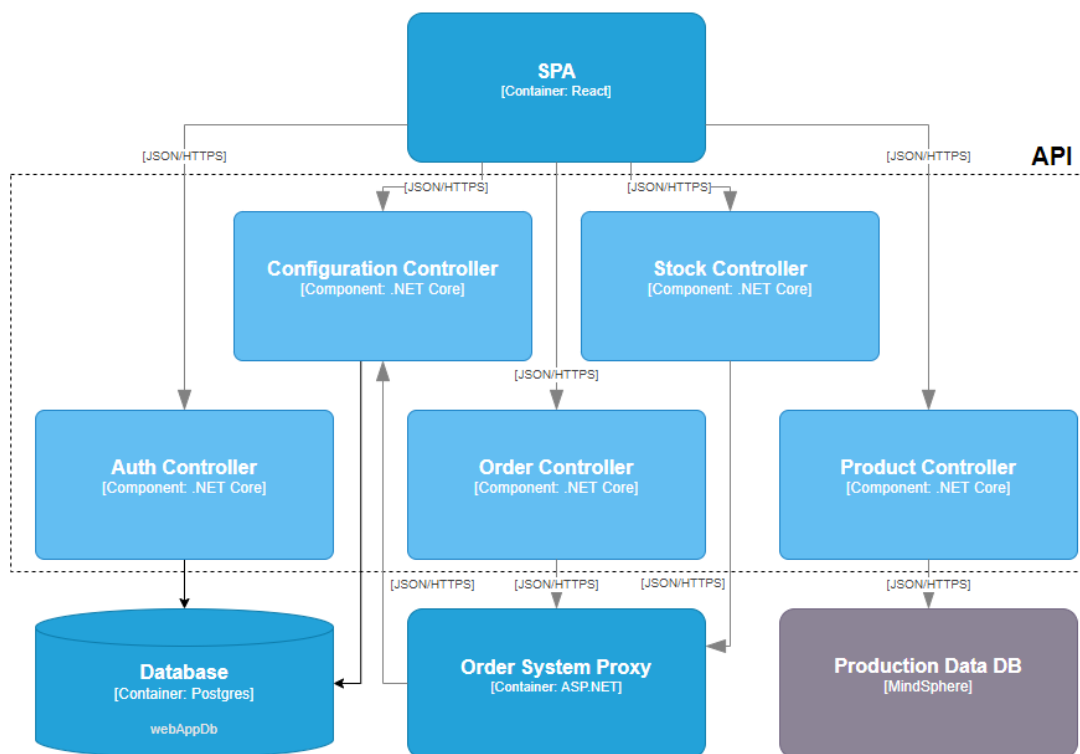 SPA
[Container: React]
[JSON/HTTPS]
[JSON/HTTPS]
API
[JSON/HTTPS]
[JSON/HTTPS]
Configuration Controller
[Component: .NET Core]
Stock Controller
[Component: .NET Core]
[JSON/HTTPS]
Auth Controller
[Component: .NET Core]
Order Controller
[Component: .NET Core]
Product Controller
[Component: .NET Core]
[JSON/HTTPS]
[JSON/HTTPS]
[JSON/HTTPS]
[JSON/HTTPS]
Database
[Container: Postgres]
webAppDb
Order System Proxy
[Container: ASP.NET]
Production Data DB
[MindSphere]